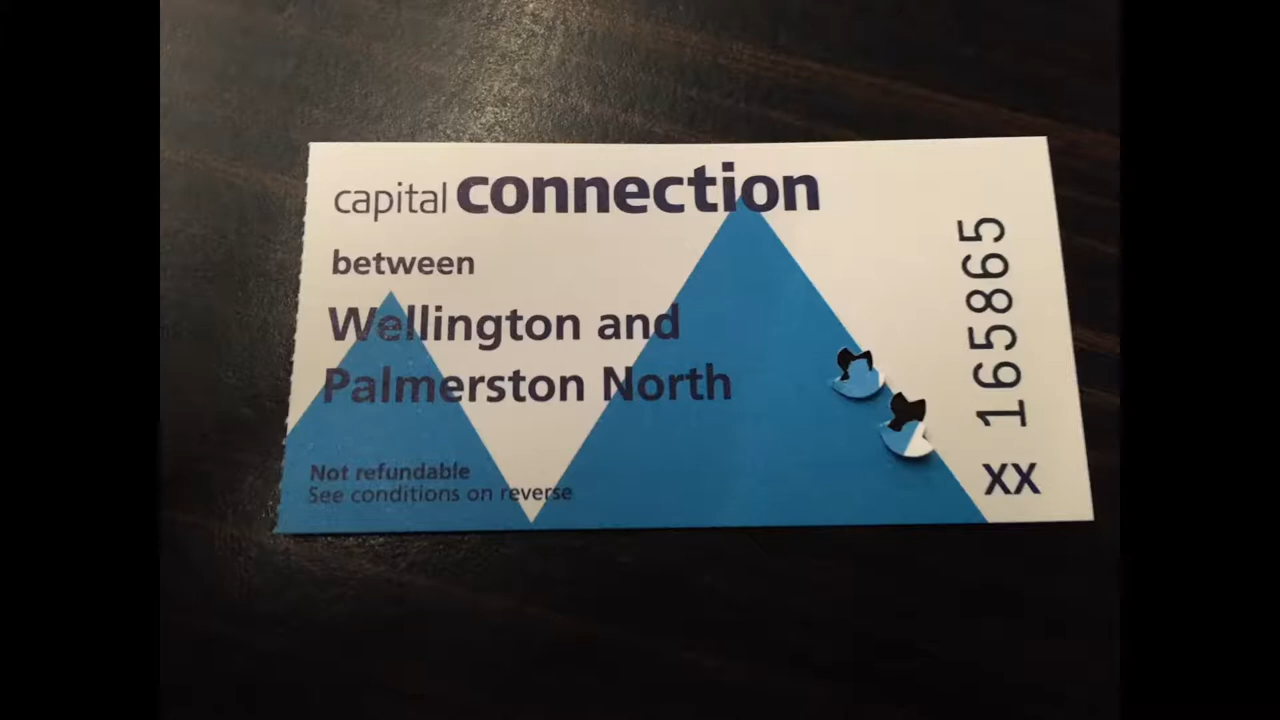 capital connection
between
Wellington and
Palmerston North
Not refundable
See conditions on reverse
XX 165865